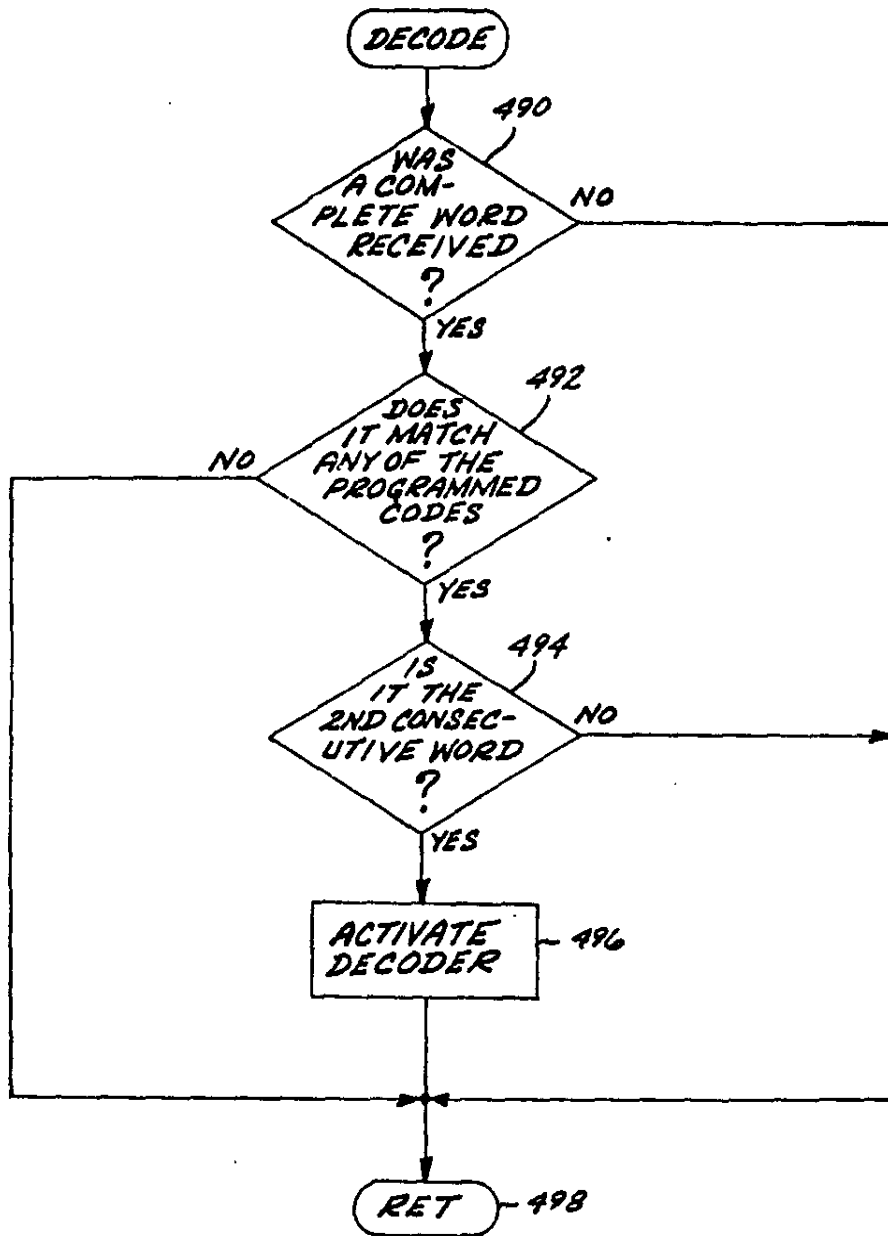 DECODE
490
WAS
A COM-
PLETE WORD
RECEIVED
?
NO
YES
492
DOES
IT MATCH
ANY OF THE
PROGRAMMED
CODES
?
NO
YES
494
IS
IT THE
2ND CONSEC-
UTIVE WORD
?
NO
YES
ACTIVATE
DECODER
496
RET
498